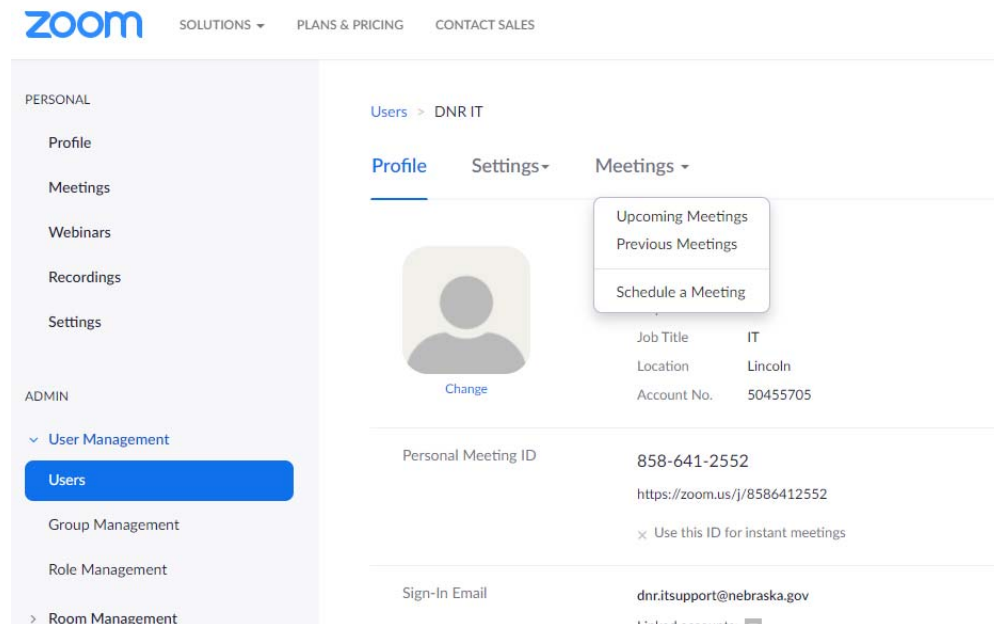 zoom SOLUTIONS PLANS & PRICING CONTACT SALES
PERSONAL
Profile
Meetings
Webinars
Recordings
Settings
ADMIN
User Management
Users
Group Management
Role Management
Room Management
Users > DNR IT
Profile Settings Meetings
Upcoming Meetings
Previous Meetings
Schedule a Meeting
Change
Job Title IT
Location Lincoln
Account No. 50455705
Personal Meeting ID 858-641-2552
https://zoom.us/j/8586412552
× Use this ID for instant meetings
Sign-In Email dnr.itsupport@nebraska.gov